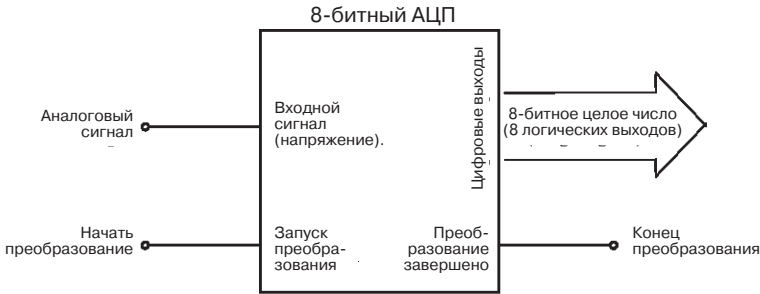 8-битный АЦП
Аналоговый
сигнал
Входной
сигнал
(напряжение).
Цифровые выходы
8-битное целое число
(8 логических выходов)
Начать
преобразование
Запуск
преобра-
зования
Преоб-
разование
завершено
Конец
преобразования